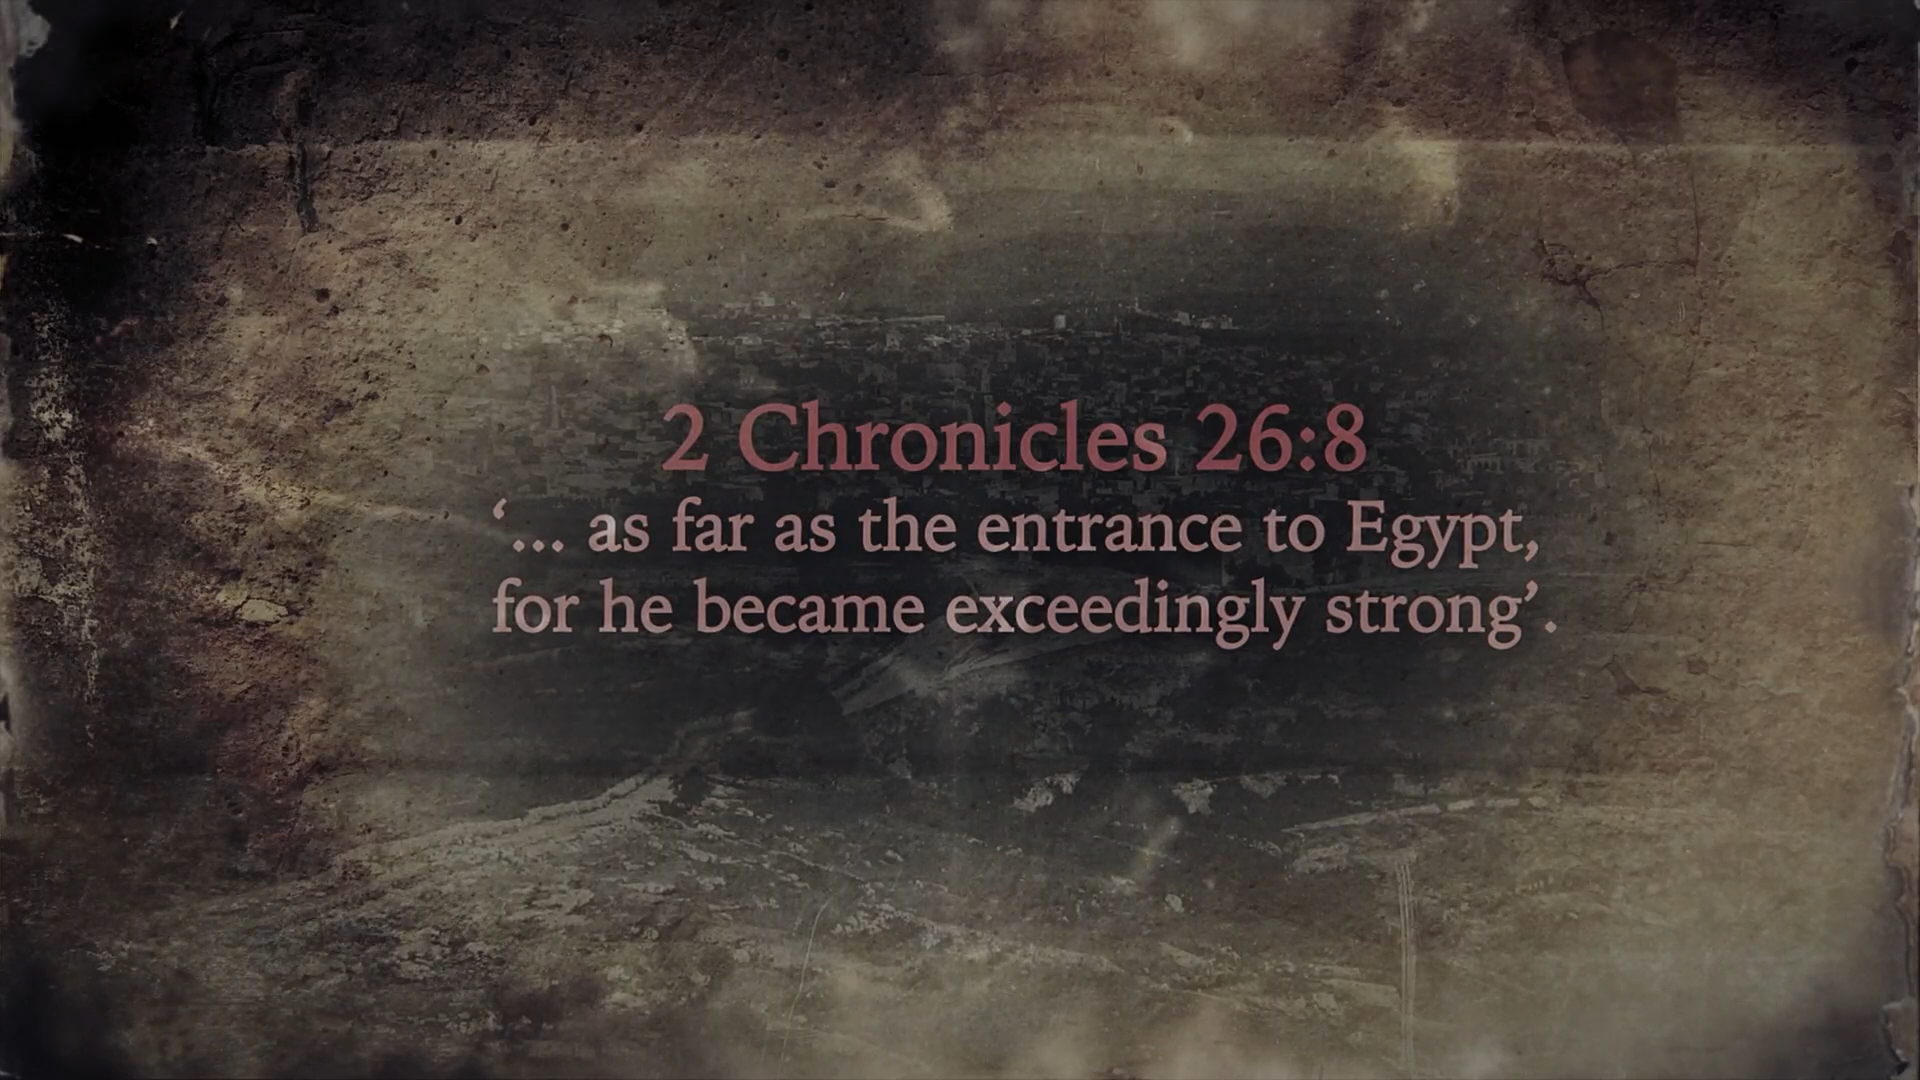 2 Chronicles 26:8
‘... as far as the entrance to Egypt,
for he became exceedingly strong’.